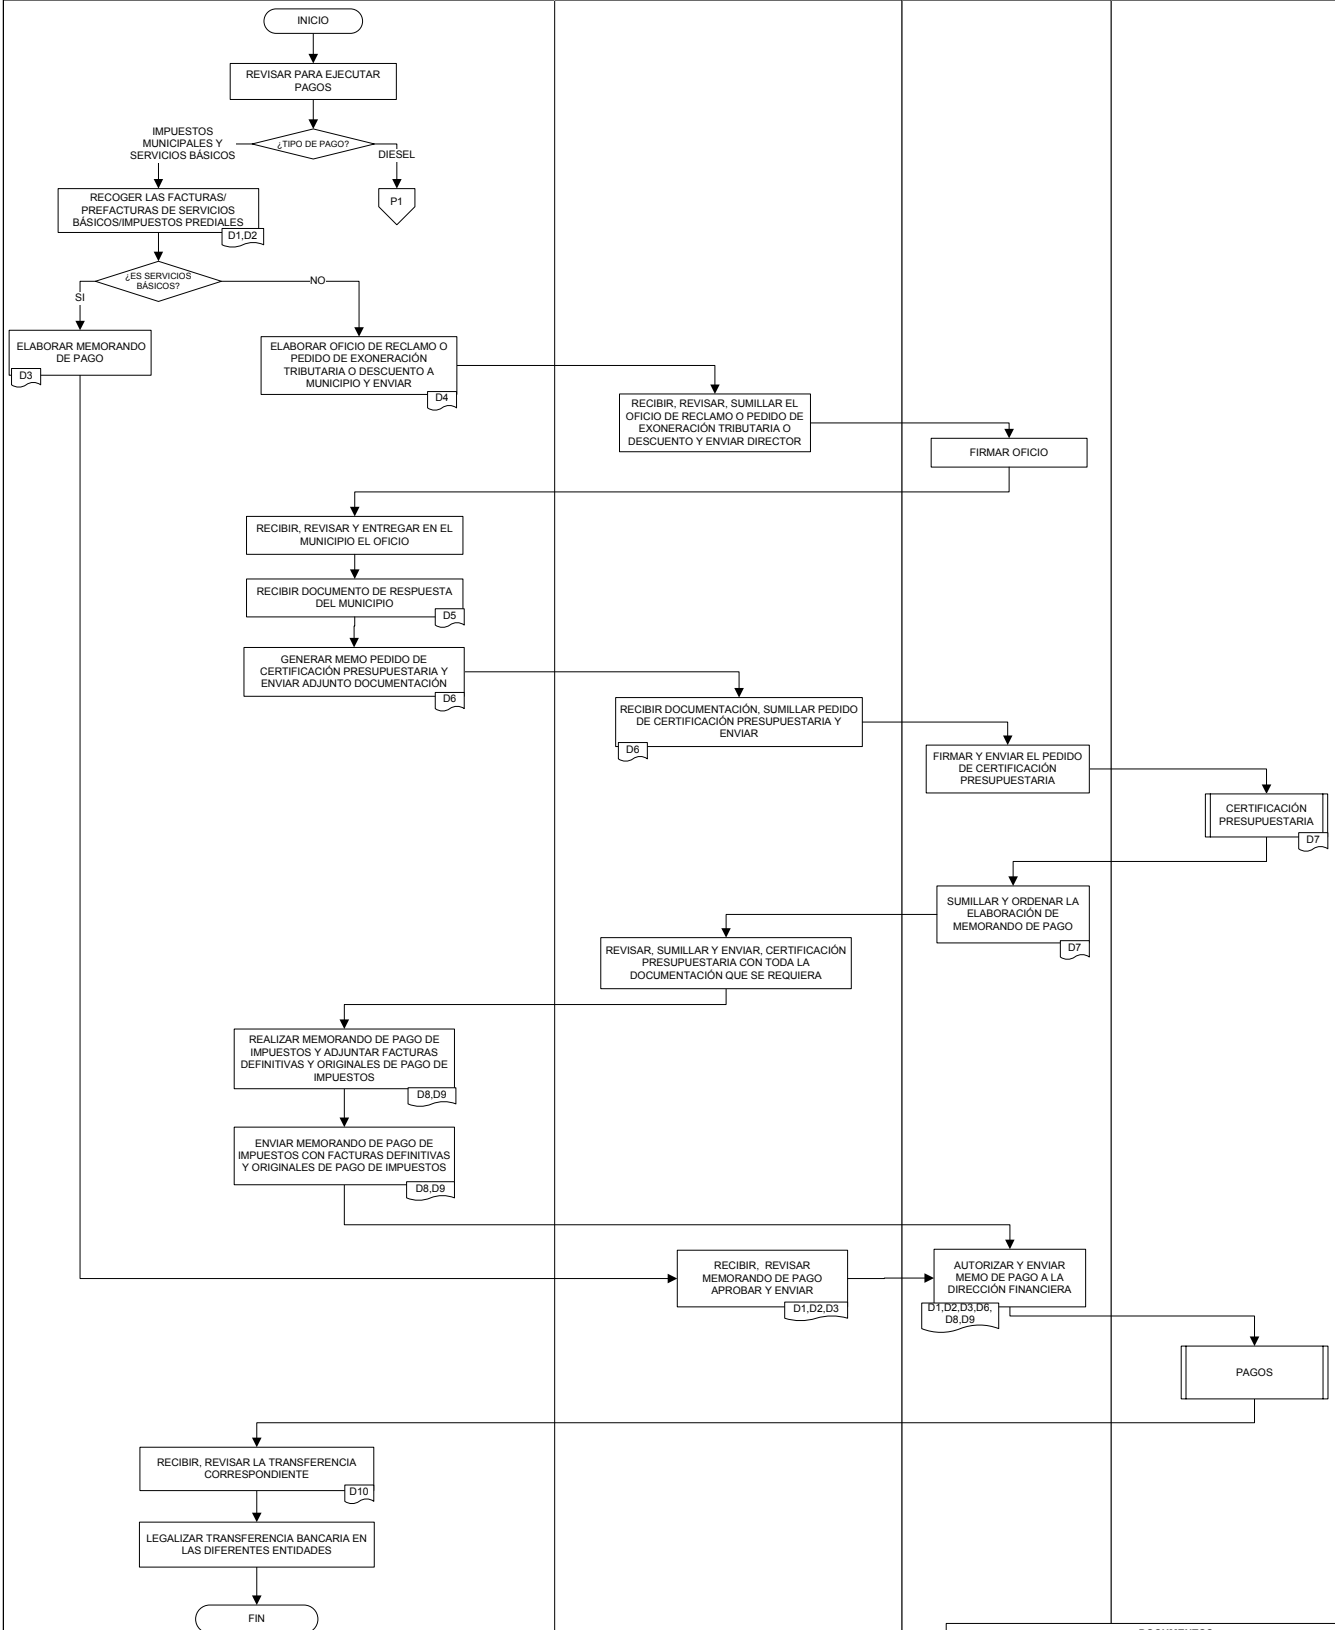 INICIO
REVISAR PARA EJECUTAR
PAGOS
¿TIPO DE PAGO?
IMPUESTOS
MUNICIPALES Y
SERVICIOS BÁSICOS
DIESEL
P1
RECOGER LAS FACTURAS/
PREFACTURAS DE SERVICIOS
BÁSICOS/IMPUESTOS PREDIALES
D1,D2
¿ES SERVICIOS
BÁSICOS?
SI
NO
ELABORAR MEMORANDO
DE PAGO
D3
ELABORAR OFICIO DE RECLAMO O
PEDIDO DE EXONERACIÓN
TRIBUTARIA O DESCUENTO A
MUNICIPIO Y ENVIAR
D4
RECIBIR, REVISAR, SUMILLAR EL
OFICIO DE RECLAMO O PEDIDO DE
EXONERACIÓN TRIBUTARIA O
DESCUENTO Y ENVIAR DIRECTOR
FIRMAR OFICIO
RECIBIR, REVISAR Y ENTREGAR EN EL
MUNICIPIO EL OFICIO
RECIBIR DOCUMENTO DE RESPUESTA
DEL MUNICIPIO
D5
GENERAR MEMO PEDIDO DE
CERTIFICACIÓN PRESUPUESTARIA Y
ENVIAR ADJUNTO DOCUMENTACIÓN
D6
RECIBIR DOCUMENTACIÓN, SUMILLAR PEDIDO
DE CERTIFICACIÓN PRESUPUESTARIA Y
ENVIAR
D6
FIRMAR Y ENVIAR EL PEDIDO
DE CERTIFICACIÓN
PRESUPUESTARIA
CERTIFICACIÓN
PRESUPUESTARIA
D7
SUMILLAR Y ORDENAR LA
ELABORACIÓN DE
MEMORANDO DE PAGO
D7
REVISAR, SUMILLAR Y ENVIAR, CERTIFICACIÓN
PRESUPUESTARIA CON TODA LA
DOCUMENTACIÓN QUE SE REQUIERA
REALIZAR MEMORANDO DE PAGO DE
IMPUESTOS Y ADJUNTAR FACTURAS
DEFINITIVAS Y ORIGINALES DE PAGO DE
IMPUESTOS
D8,D9
ENVIAR MEMORANDO DE PAGO DE
IMPUESTOS CON FACTURAS DEFINITIVAS
Y ORIGINALES DE PAGO DE IMPUESTOS
D8,D9
RECIBIR, REVISAR
MEMORANDO DE PAGO
APROBAR Y ENVIAR
D1,D2,D3
AUTORIZAR Y ENVIAR
MEMO DE PAGO A LA
DIRECCIÓN FINANCIERA
D1,D2,D3,D6,
D8,D9
PAGOS
RECIBIR, REVISAR LA TRANSFERENCIA
CORRESPONDIENTE
D10
LEGALIZAR TRANSFERENCIA BANCARIA EN
LAS DIFERENTES ENTIDADES
FIN